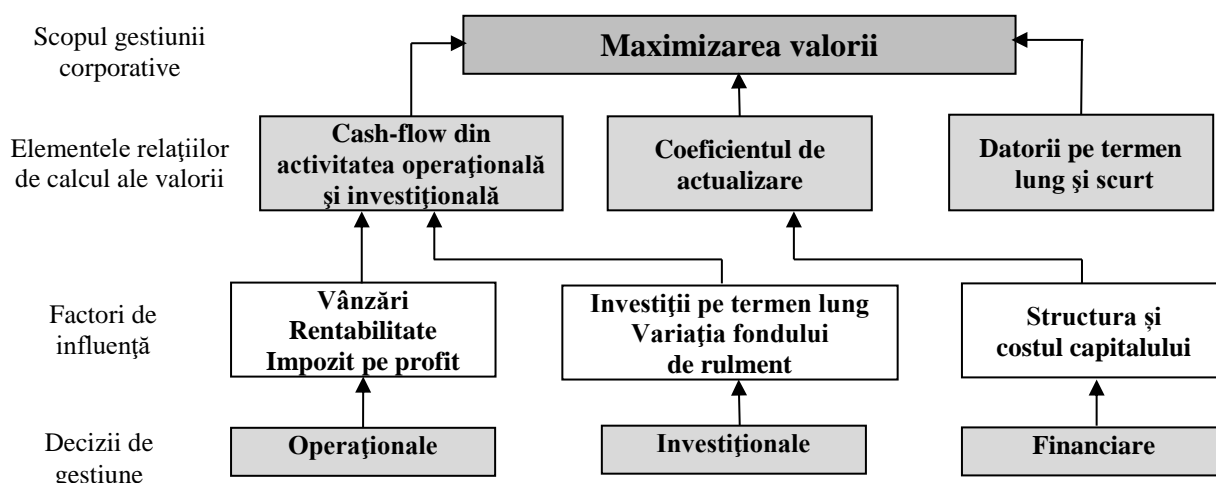 Scopul gestiunii
corporative
Maximizarea valorii
Elementele relaţiilor
de calcul ale valorii
Cash-flow din
activitatea operaţională
şi investiţională
Coeficientul de
actualizare
Datorii pe termen
lung şi scurt
Factori de
influenţă
Vânzări
Rentabilitate
Impozit pe profit
Investiţii pe termen lung
Variaţia fondului
de rulment
Structura și
costul capitalului
Decizii de
gestiune
Operaţionale
Investiţionale
Financiare